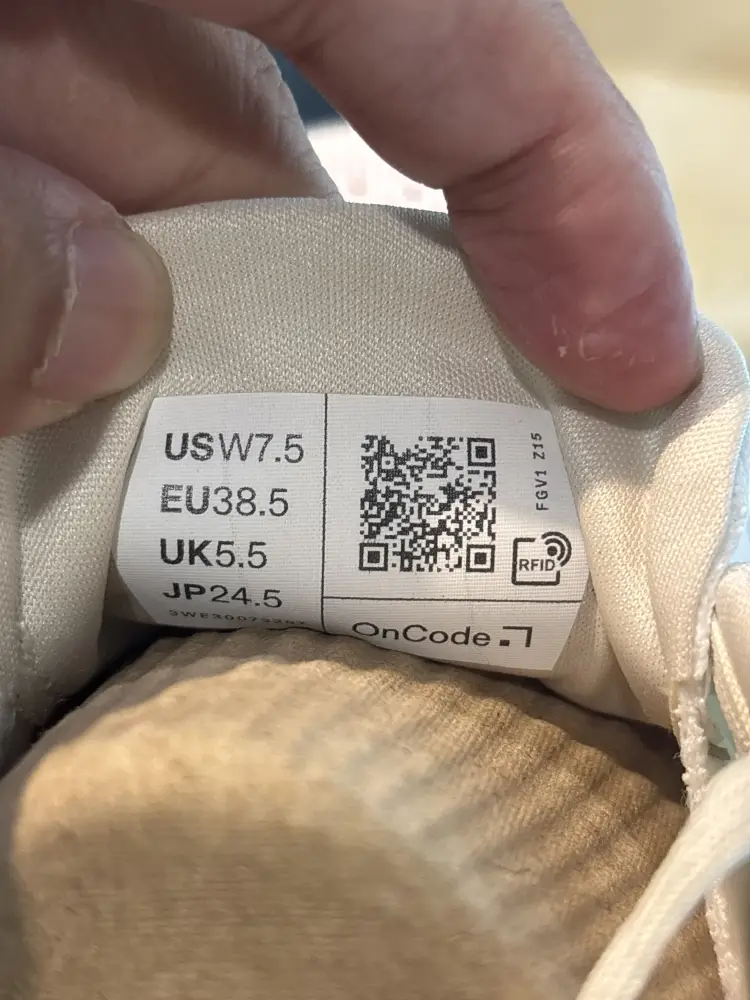 USW7.5
EU38.5
UK5.5
JP24.5
FGV1 Z15
RFID
OnCode